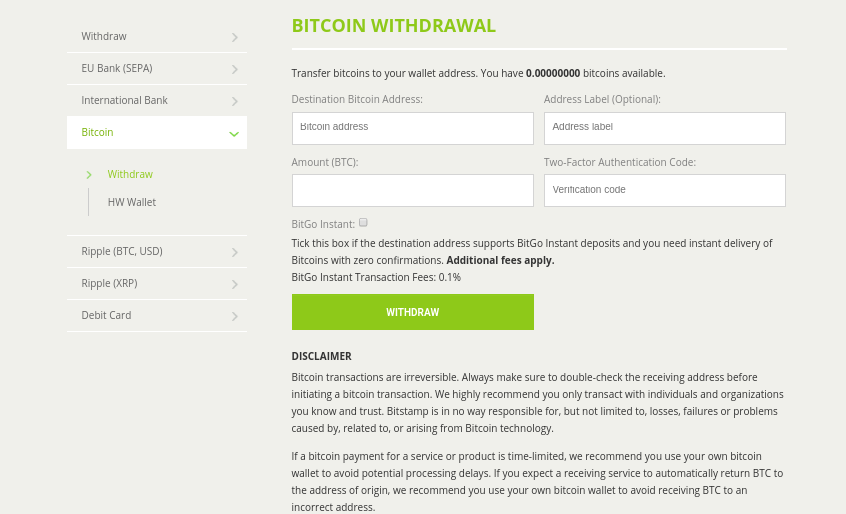 Withdraw
EU Bank (SEPA)
International Bank
Bitcoin
Withdraw
HW Wallet
Ripple (BTC, USD)
Ripple (XRP)
Debit Card
BITCOIN WITHDRAWAL
Transfer bitcoins to your wallet address. You have 0.00000000 bitcoins available.
Destination Bitcoin Address:
Address Label (Optional):
Bitcoin address
Address label
Amount (BTC):
Two-Factor Authentication Code:
Verification code
BitGo Instant:
Tick this box if the destination address supports BitGo Instant deposits and you need instant delivery of
Bitcoins with zero confirmations. Additional fees apply.
BitGo Instant Transaction Fees: 0.1%
WITHDRAW
DISCLAIMER
Bitcoin transactions are irreversible. Always make sure to double-check the receiving address before
initiating a bitcoin transaction. We highly recommend you only transact with individuals and organizations
you know and trust. Bitstamp is in no way responsible for, but not limited to, losses, failures or problems
caused by, related to, or arising from Bitcoin technology.
If a bitcoin payment for a service or product is time-limited, we recommend you use your own bitcoin
wallet to avoid potential processing delays. If you expect a receiving service to automatically return BTC to
the address of origin, we recommend you use your own bitcoin wallet to avoid receiving BTC to an
incorrect address.